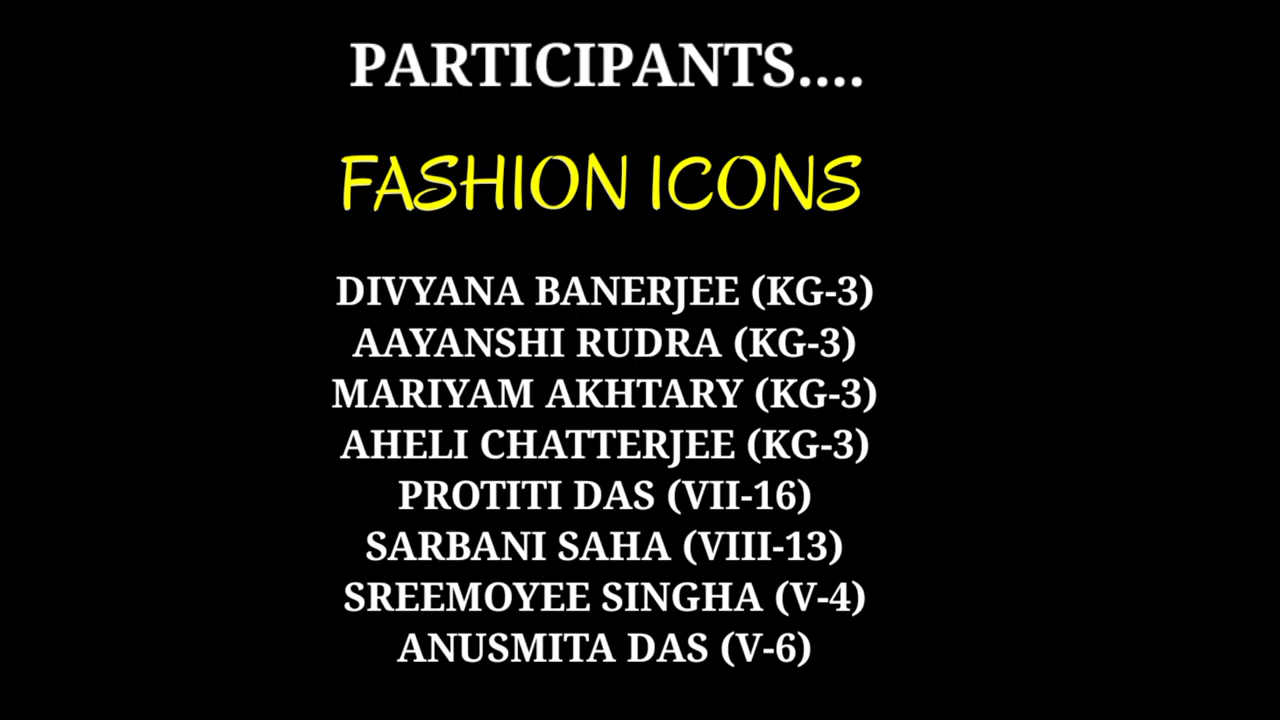 PARTICIPANTS....
FASHION ICONS
DIVYANA BANERJEE (KG-3)
AAYANSHI RUDRA (KG-3)
MARIYAM AKHTARY (KG-3)
AHELI CHATTERJEE (KG-3)
PROTITI DAS (VII-16)
SARBANI SAHA (VIII-13)
SREEMOYEE SINGHA (V-4)
ANUSMITA DAS (V-6)